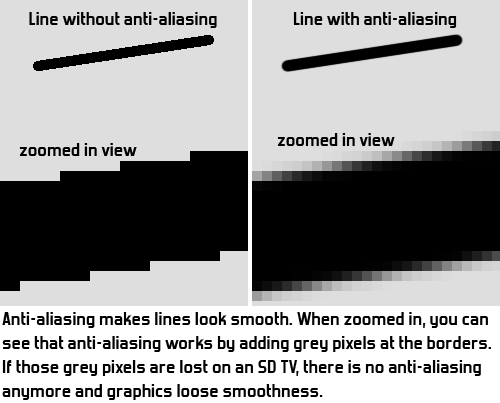 Line without anti-aliasing
Line with anti-aliasing
zoomed in view
zoomed in view
Anti-aliasing makes lines look smooth. When zoomed in, you can
see that anti-aliasing works by adding grey pixels at the borders.
If those grey pixels are lost on an SD TV, there is no anti-aliasing
anymore and graphics loose smoothness.